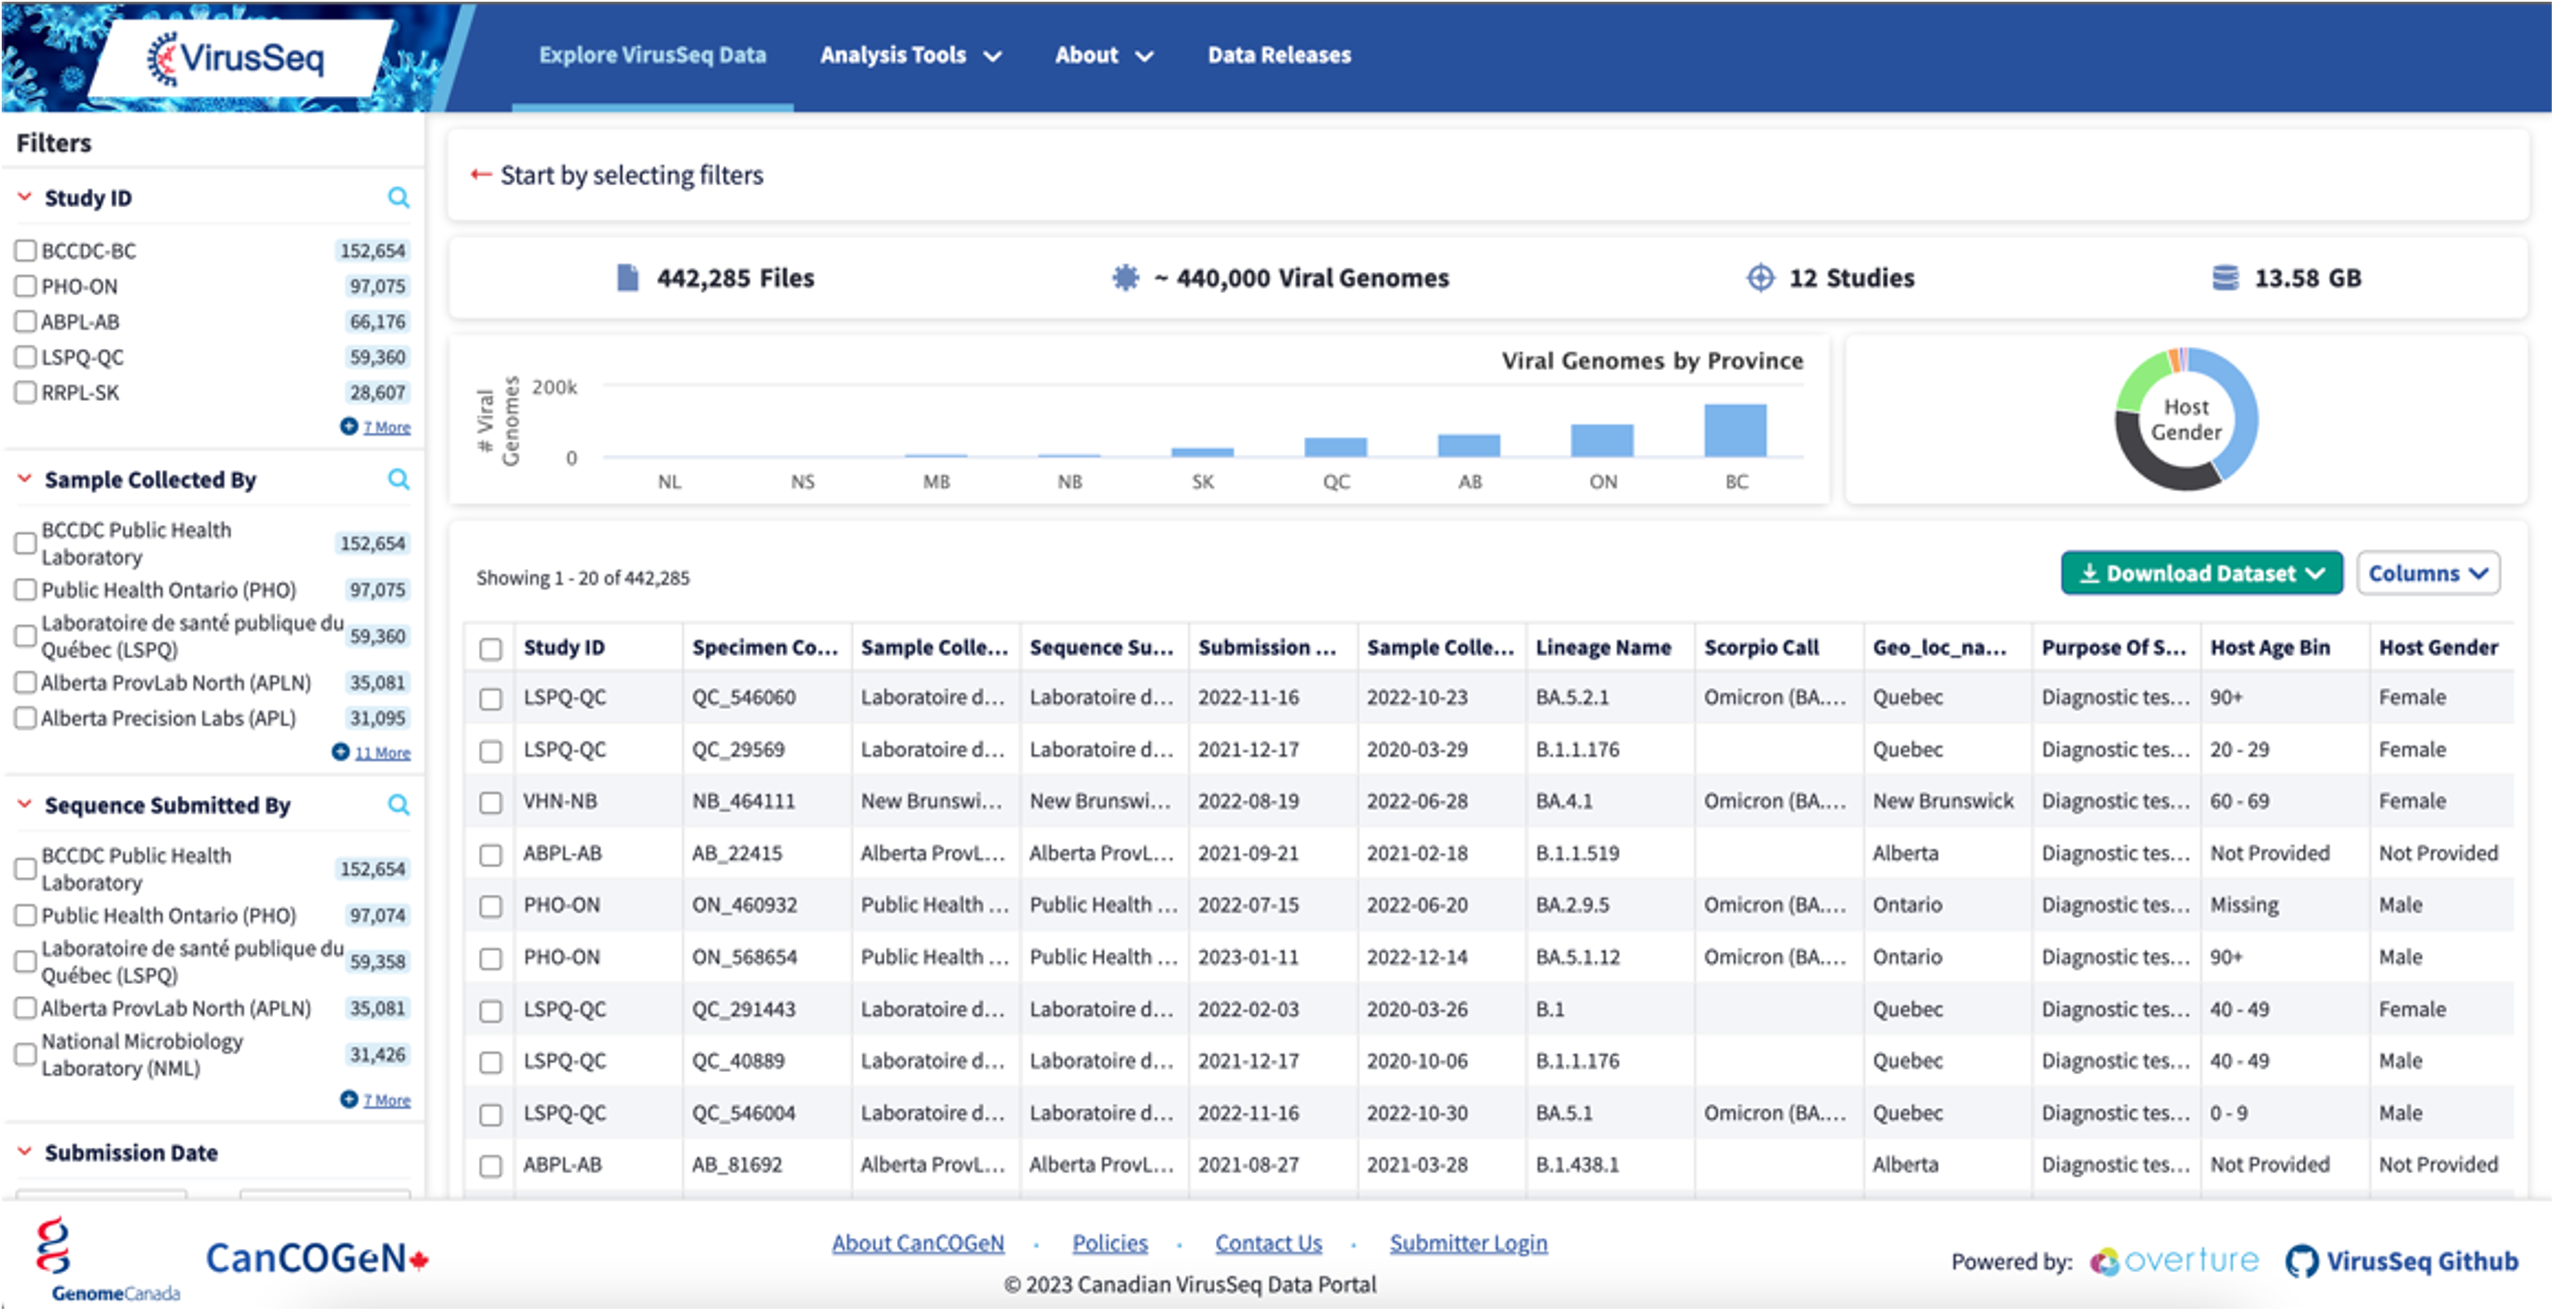 VirusSeq
Explore VirusSeq Data
Analysis Tools
About
Data Releases
Filters
Study ID
BCCDC-BC 152,654
PHO-ON 97,075
ABPL-AB 66,176
LSPQ-QC 59,360
RRPL-SK 28,607
7 More
Sample Collected By
BCCDC Public Health
Laboratory 152,654
Public Health Ontario (PHO) 97,075
Laboratoire de santé publique du
Québec (LSPQ) 59,360
Alberta ProvLab North (APLN) 35,081
Alberta Precision Labs (APL) 31,095
11 More
Sequence Submitted By
BCCDC Public Health
Laboratory 152,654
Public Health Ontario (PHO) 97,074
Laboratoire de santé publique du
Québec (LSPQ) 59,358
Alberta ProvLab North (APLN) 35,081
National Microbiology
Laboratory (NML) 31,426
7 More
Submission Date
← Start by selecting filters
442,285 Files
~ 440,000 Viral Genomes
12 Studies
13.58 GB
Viral Genomes by Province
# Viral
Genomes
200k
0
NL NS MB NB SK QC AB ON BC
Host
Gender
Showing 1 - 20 of 442,285
Download Dataset
Columns
Study ID Specimen Co... Sample Colle... Sequence Su... Submission ... Sample Colle... Lineage Name Scorpio Call Geo_loc_na... Purpose Of S... Host Age Bin Host Gender
LSPQ-QC QC_546060 Laboratoire d... Laboratoire d... 2022-11-16 2022-10-23 BA.5.2.1 Omicron (BA.... Quebec Diagnostic tes... 90+ Female
LSPQ-QC QC_29569 Laboratoire d... Laboratoire d... 2021-12-17 2020-03-29 B.1.1.176 Quebec Diagnostic tes... 20 - 29 Female
VHN-NB NB_464111 New Brunswi... New Brunswi... 2022-08-19 2022-06-28 BA.4.1 Omicron (BA.... New Brunswick Diagnostic tes... 60 - 69 Female
ABPL-AB AB_22415 Alberta ProvL... Alberta ProvL... 2021-09-21 2021-02-18 B.1.1.519 Alberta Diagnostic tes... Not Provided Not Provided
PHO-ON ON_460932 Public Health ... Public Health ... 2022-07-15 2022-06-20 BA.2.9.5 Omicron (BA.... Ontario Diagnostic tes... Missing Male
PHO-ON ON_568654 Public Health ... Public Health ... 2023-01-11 2022-12-14 BA.5.1.12 Omicron (BA.... Ontario Diagnostic tes... 90+ Male
LSPQ-QC QC_291443 Laboratoire d... Laboratoire d... 2022-02-03 2020-03-26 B.1 Quebec Diagnostic tes... 40 - 49 Female
LSPQ-QC QC_40889 Laboratoire d... Laboratoire d... 2021-12-17 2020-10-06 B.1.1.176 Quebec Diagnostic tes... 40 - 49 Male
LSPQ-QC QC_546004 Laboratoire d... Laboratoire d... 2022-11-16 2022-10-30 BA.5.1 Omicron (BA.... Quebec Diagnostic tes... 0 - 9 Male
ABPL-AB AB_81692 Alberta ProvL... Alberta ProvL... 2021-08-27 2021-03-28 B.1.438.1 Alberta Diagnostic tes... Not Provided Not Provided
GenomeCanada
CanCOGeN
About CanCOGeN · Policies · Contact Us · Submitter Login
© 2023 Canadian VirusSeq Data Portal
Powered by: overture VirusSeq Github